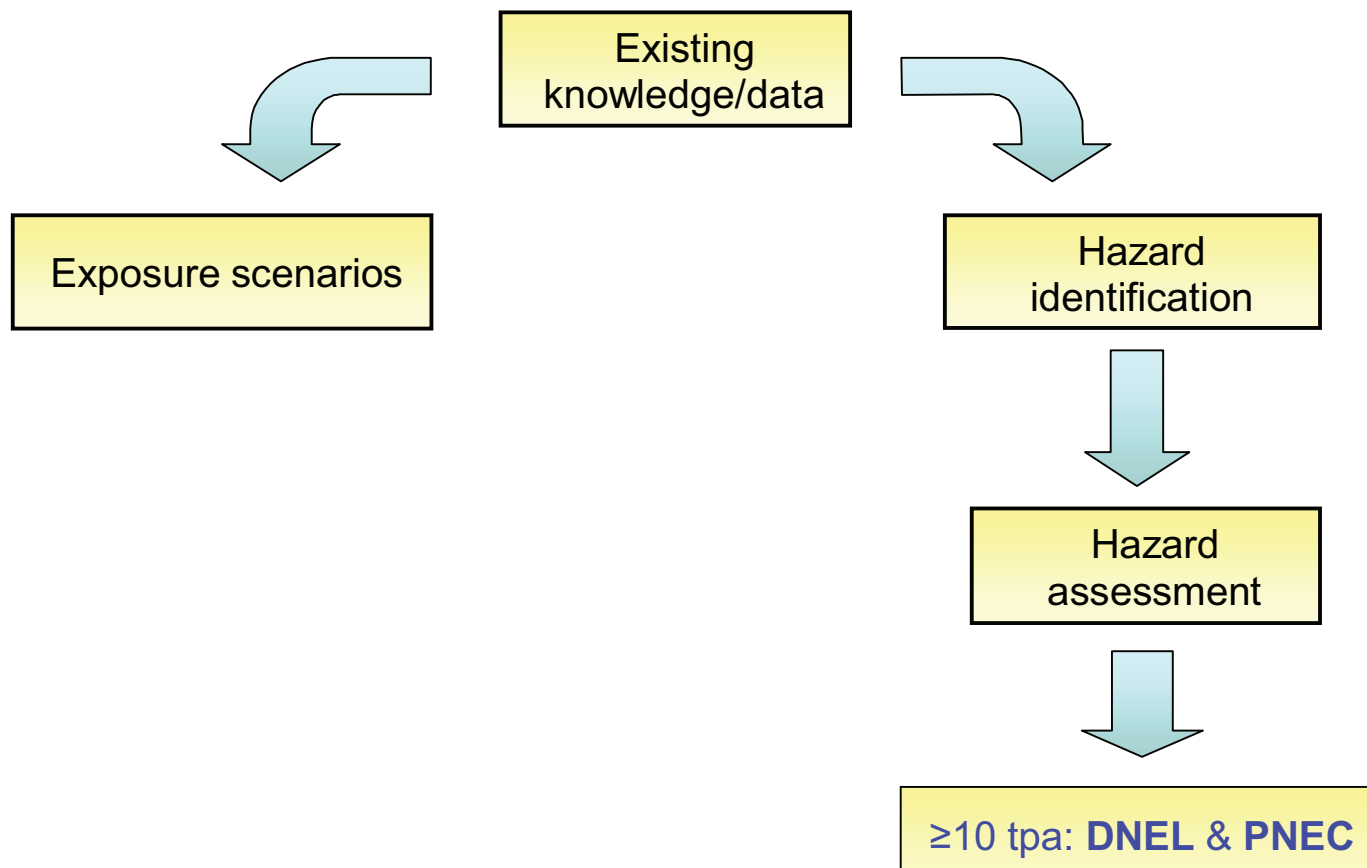 Existing
knowledge/data
Exposure scenarios
Hazard
identification
Hazard
assessment
≥10 tpa: DNEL & PNEC